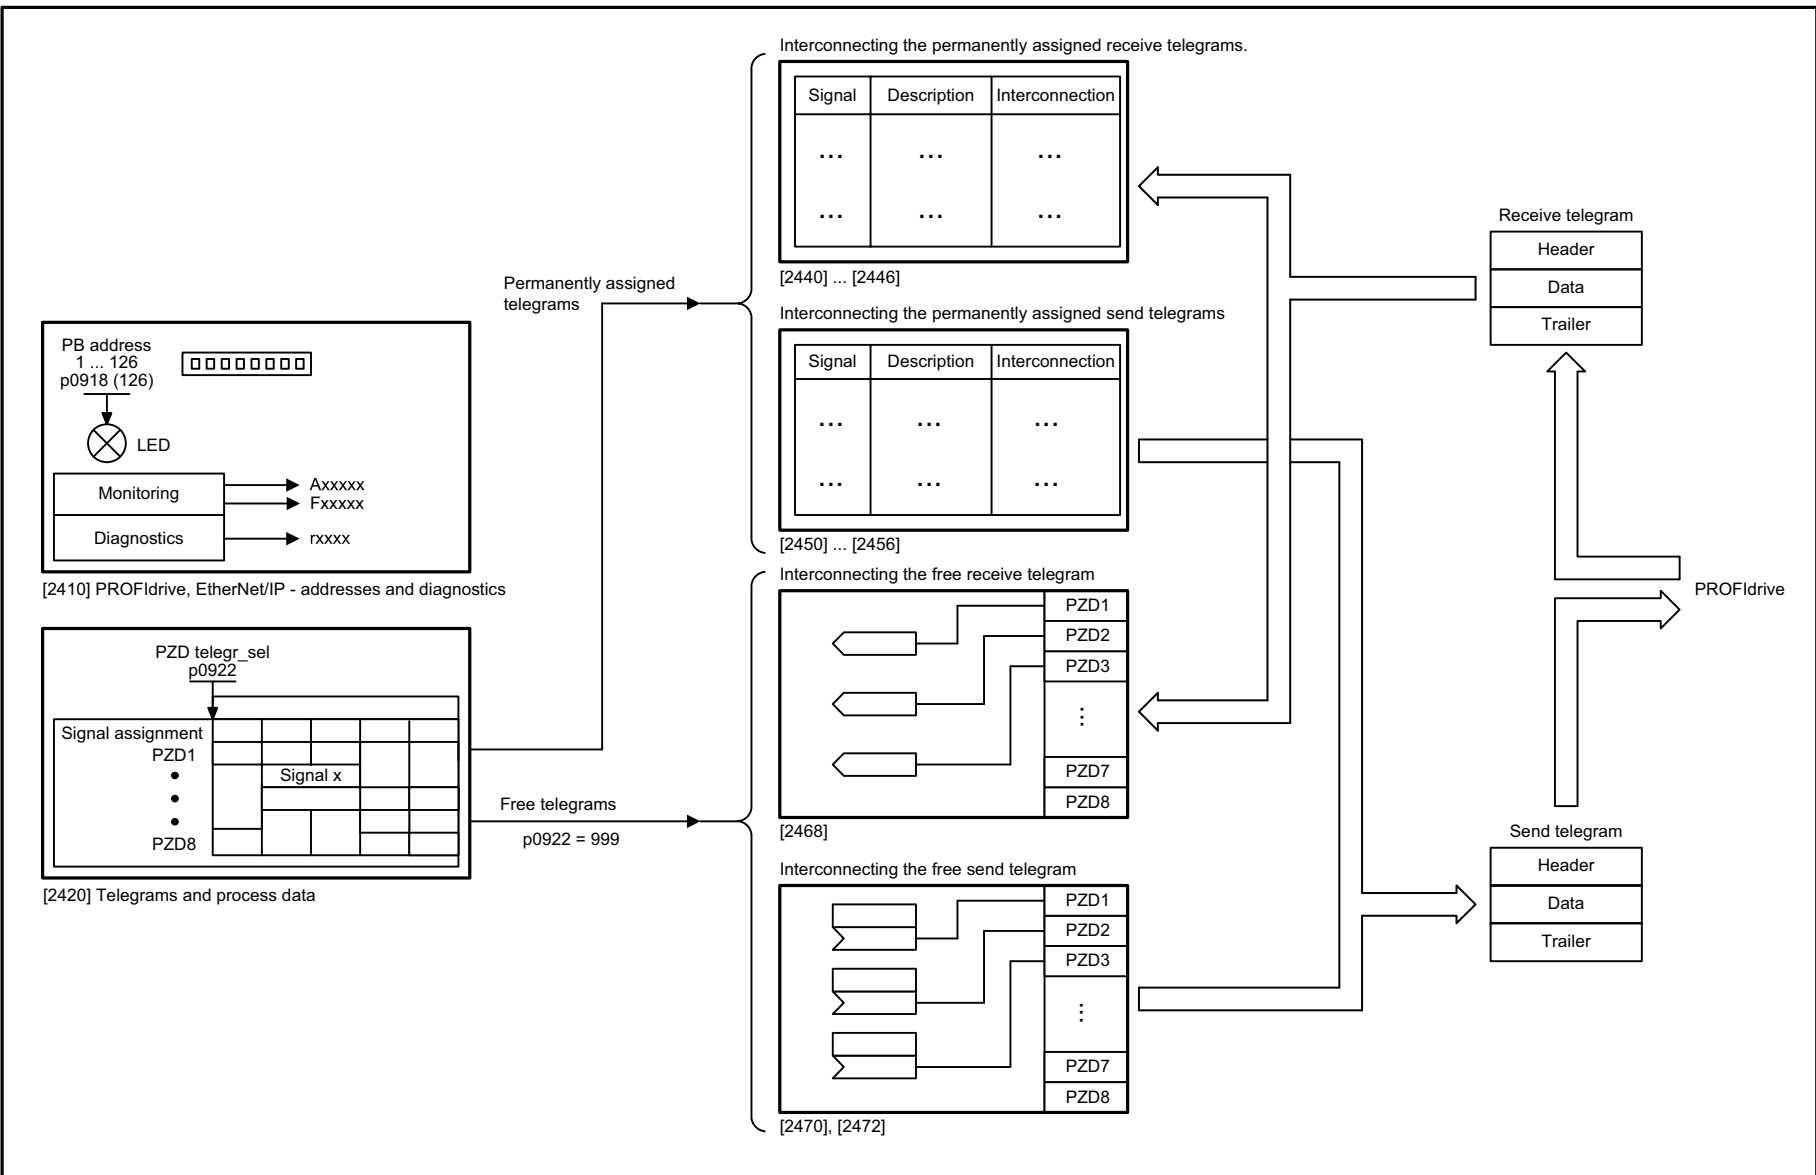 Interconnecting the permanently assigned receive telegrams.
Signal Description Interconnection
... ... ...
... ... ...
[2440] ... [2446]
Permanently assigned
telegrams
Interconnecting the permanently assigned send telegrams
Signal Description Interconnection
... ... ...
... ... ...
[2450] ... [2456]
PB address
1 ... 126
p0918 (126)
LED
Monitoring
Axxxxx
Fxxxxx
Diagnostics
rxxxx
[2410] PROFIdrive, EtherNet/IP - addresses and diagnostics
PZD telegr_sel
p0922
Signal assignment
PZD1
Signal x
PZD8
[2420] Telegrams and process data
Free telegrams
p0922 = 999
Interconnecting the free receive telegram
PZD1
PZD2
PZD3
...
PZD7
PZD8
[2468]
Interconnecting the free send telegram
PZD1
PZD2
PZD3
...
PZD7
PZD8
[2470], [2472]
Receive telegram
Header
Data
Trailer
PROFIdrive
Send telegram
Header
Data
Trailer